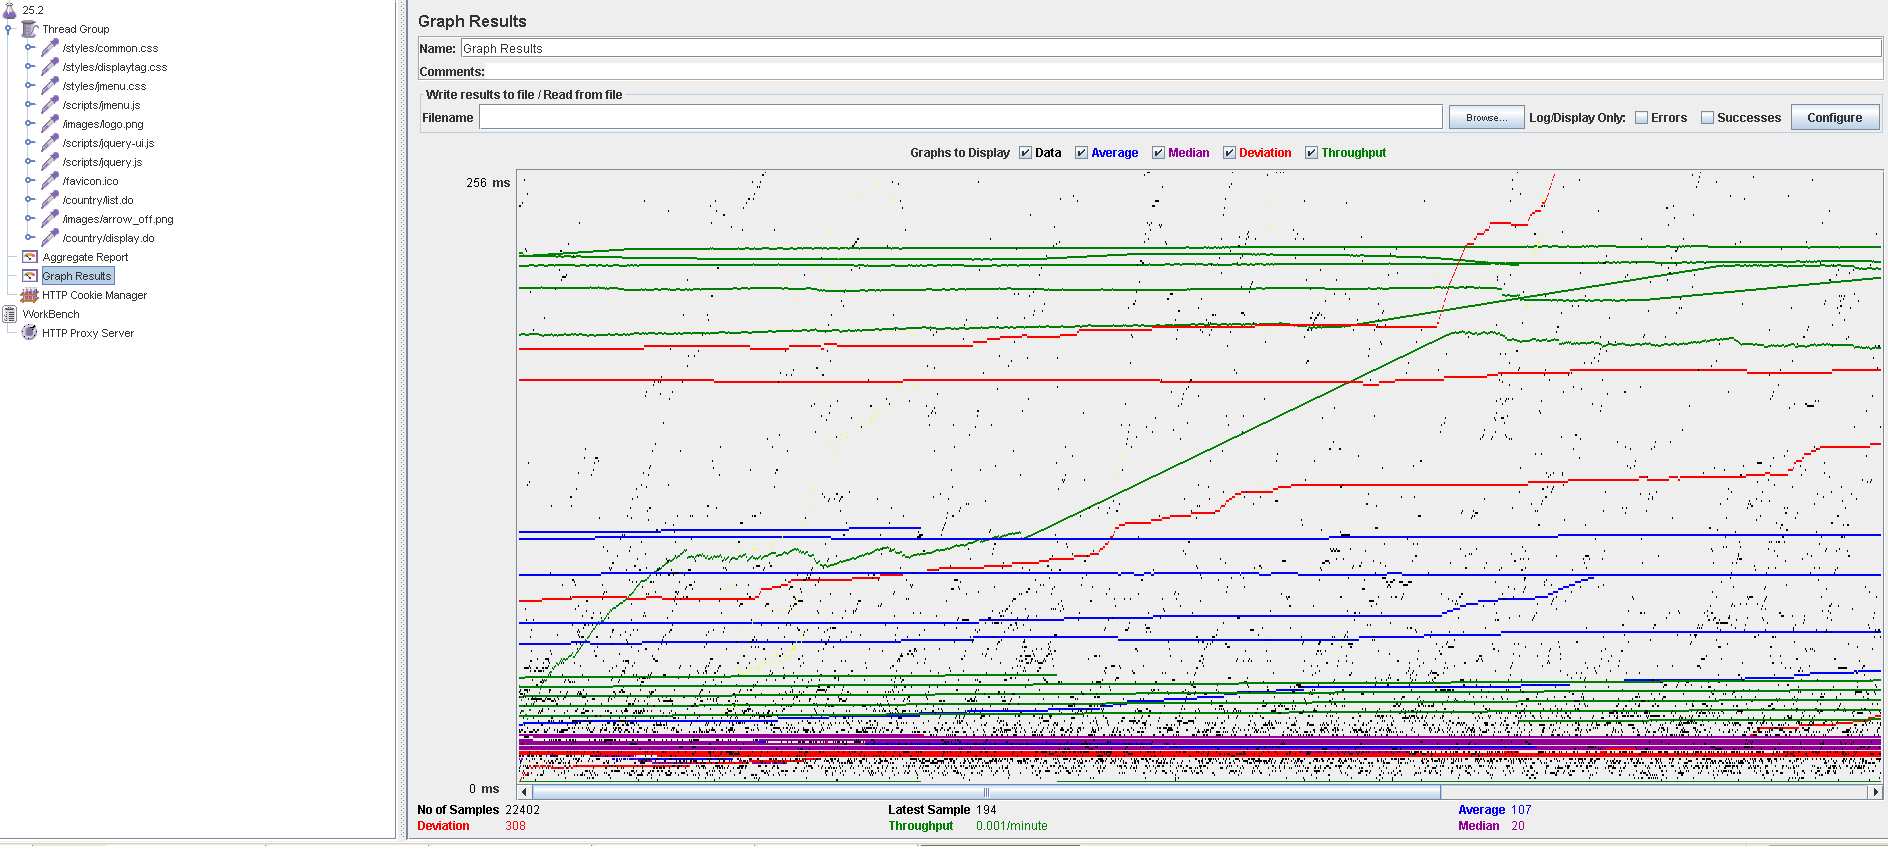 25.2
Thread Group
/styles/common.css
/styles/displaytag.css
/styles/jmenu.css
/scripts/jmenu.js
/images/logo.png
/scripts/jquery-ui.js
/scripts/jquery.js
/favicon.ico
/country/list.do
/images/arrow_off.png
/country/display.do
Aggregate Report
Graph Results
HTTP Cookie Manager
WorkBench
HTTP Proxy Server
Graph Results
Name: Graph Results
Comments:
Write results to file / Read from file
Filename Browse... Log/Display Only: Errors Successes Configure
Graphs to Display Data Average Median Deviation Throughput
256 ms
0 ms
No of Samples 22402 Latest Sample 194 Average 107
Deviation 308 Throughput 0.001/minute Median 20